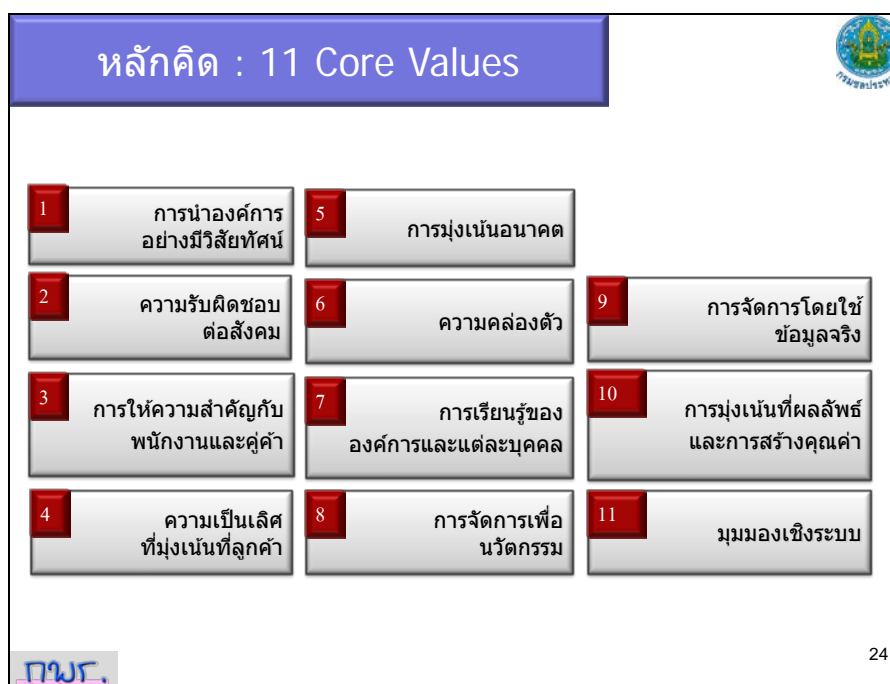 หลักคิด : 11 Core Values
1
การนำองค์การ
อย่างมีวิสัยทัศน์
2
ความรับผิดชอบ
ต่อสังคม
3
การให้ความสำคัญกับ
พนักงานและคู่ค้า
4
ความเป็นเลิศ
ที่มุ่งเน้นที่ลูกค้า
5
การมุ่งเน้นอนาคต
6
ความคล่องตัว
7
การเรียนรู้ของ
องค์การและแต่ละบุคคล
8
การจัดการเพื่อ
นวัตกรรม
9
การจัดการโดยใช้
ข้อมูลจริง
10
การมุ่งเน้นที่ผลลัพธ์
และการสร้างคุณค่า
11
มุมมองเชิงระบบ
กพร.
24